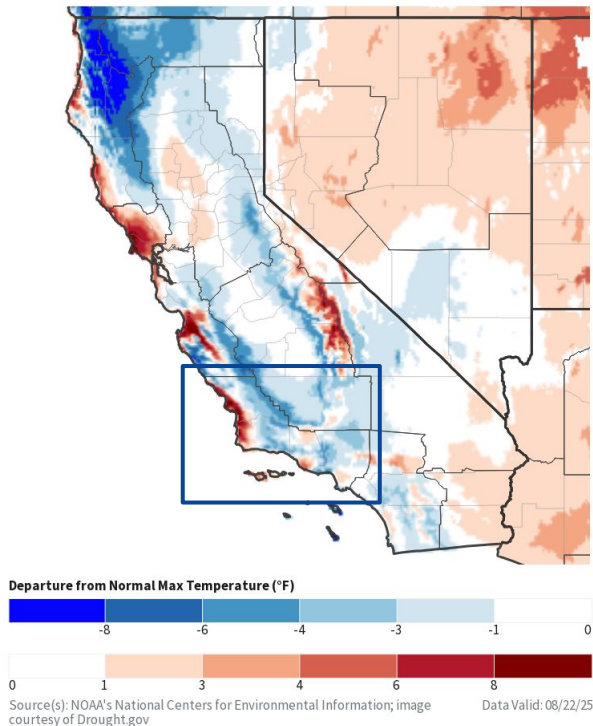 Departure from Normal Max Temperature (°F)
-8 -6 -4 -3 -1 0
0 1 3 4 6 8
Source(s): NOAA's National Centers for Environmental Information; image Data Valid: 08/22/25
courtesy of Drought.gov